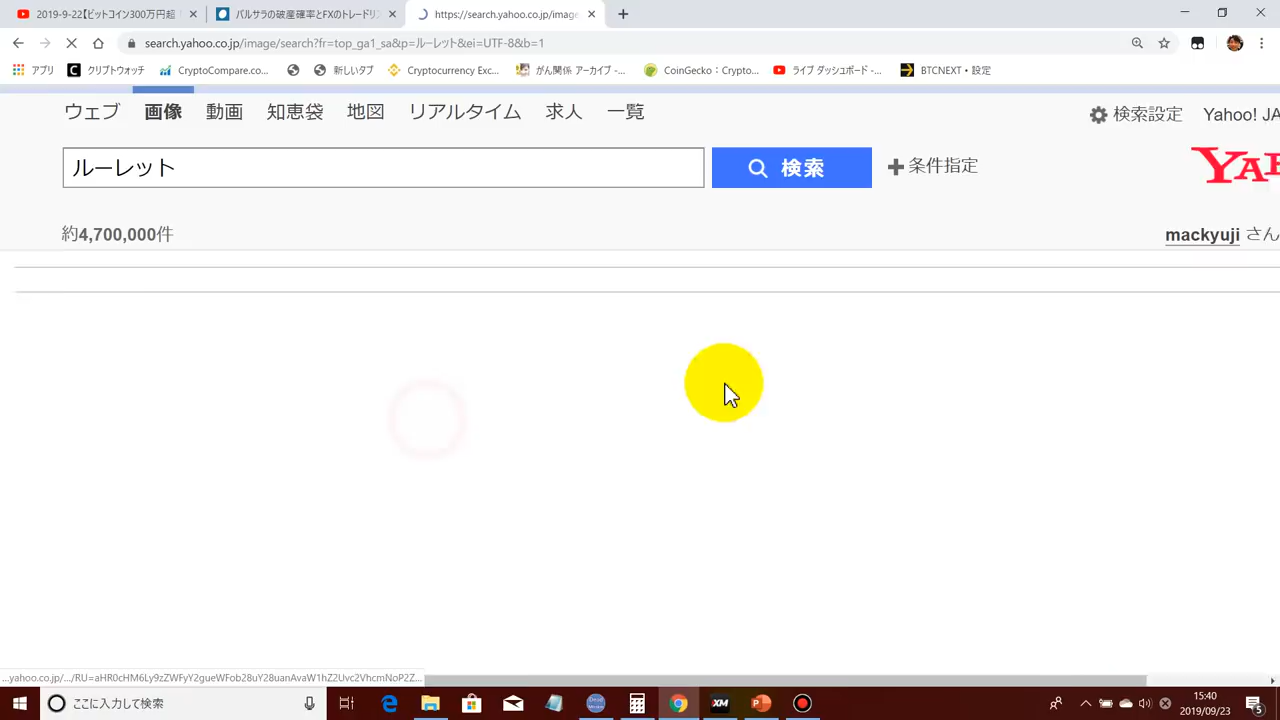 2019-9-22【ビットコイン300万円超
バルサラの破産確率とFXのトレードリス
https://search.yahoo.co.jp/image
search.yahoo.co.jp/image/search?fr=top_ga1_sa&p=ルーレット&ei=UTF-8&b=1
アプリ
クリプトウォッチ
CryptoCompare.co...
新しいタブ
Cryptocurrency Exc...
がん関係 アーカイブ -...
CoinGecko：Crypto...
ライブ ダッシュボード -...
BTCNEXT • 設定
ウェブ 画像 動画 知恵袋 地図 リアルタイム 求人 一覧
検索設定 Yahoo! JA
ルーレット
検索
条件指定
YAH
約4,700,000件
mackyuji さん
ここに入力して検索
XM
15:40
2019/09/23
5